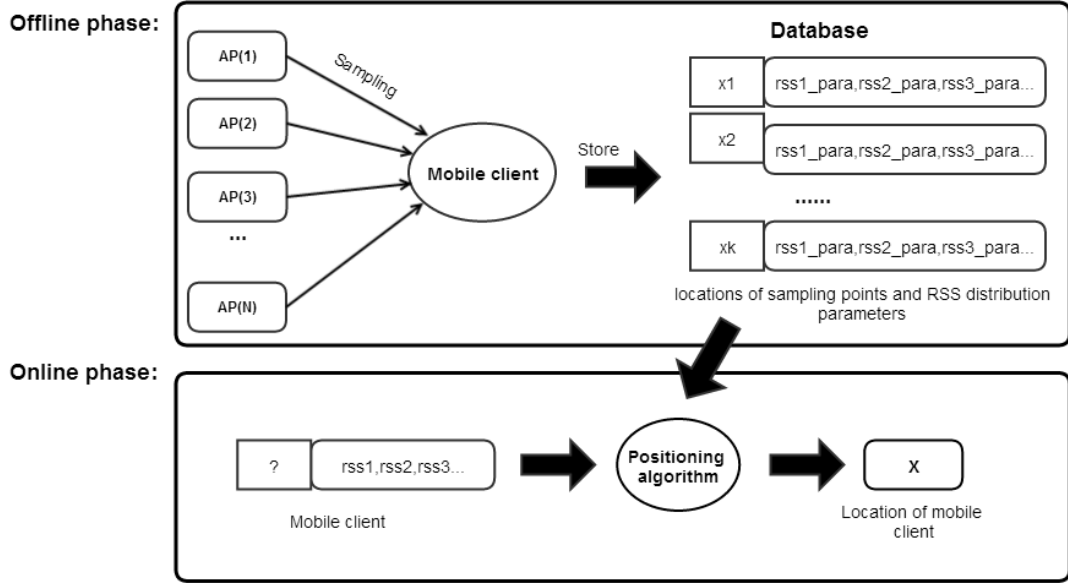 Offline phase:
AP(1)
AP(2)
AP(3)
...
AP(N)
Sampling
Mobile client
Store
Database
x1
rss1_para,rss2_para,rss3_para...
x2
rss1_para,rss2_para,rss3_para...
......
xk
rss1_para,rss2_para,rss3_para...
locations of sampling points and RSS distribution
parameters
Online phase:
?
rss1,rss2,rss3...
Mobile client
Positioning
algorithm
X
Location of mobile
client